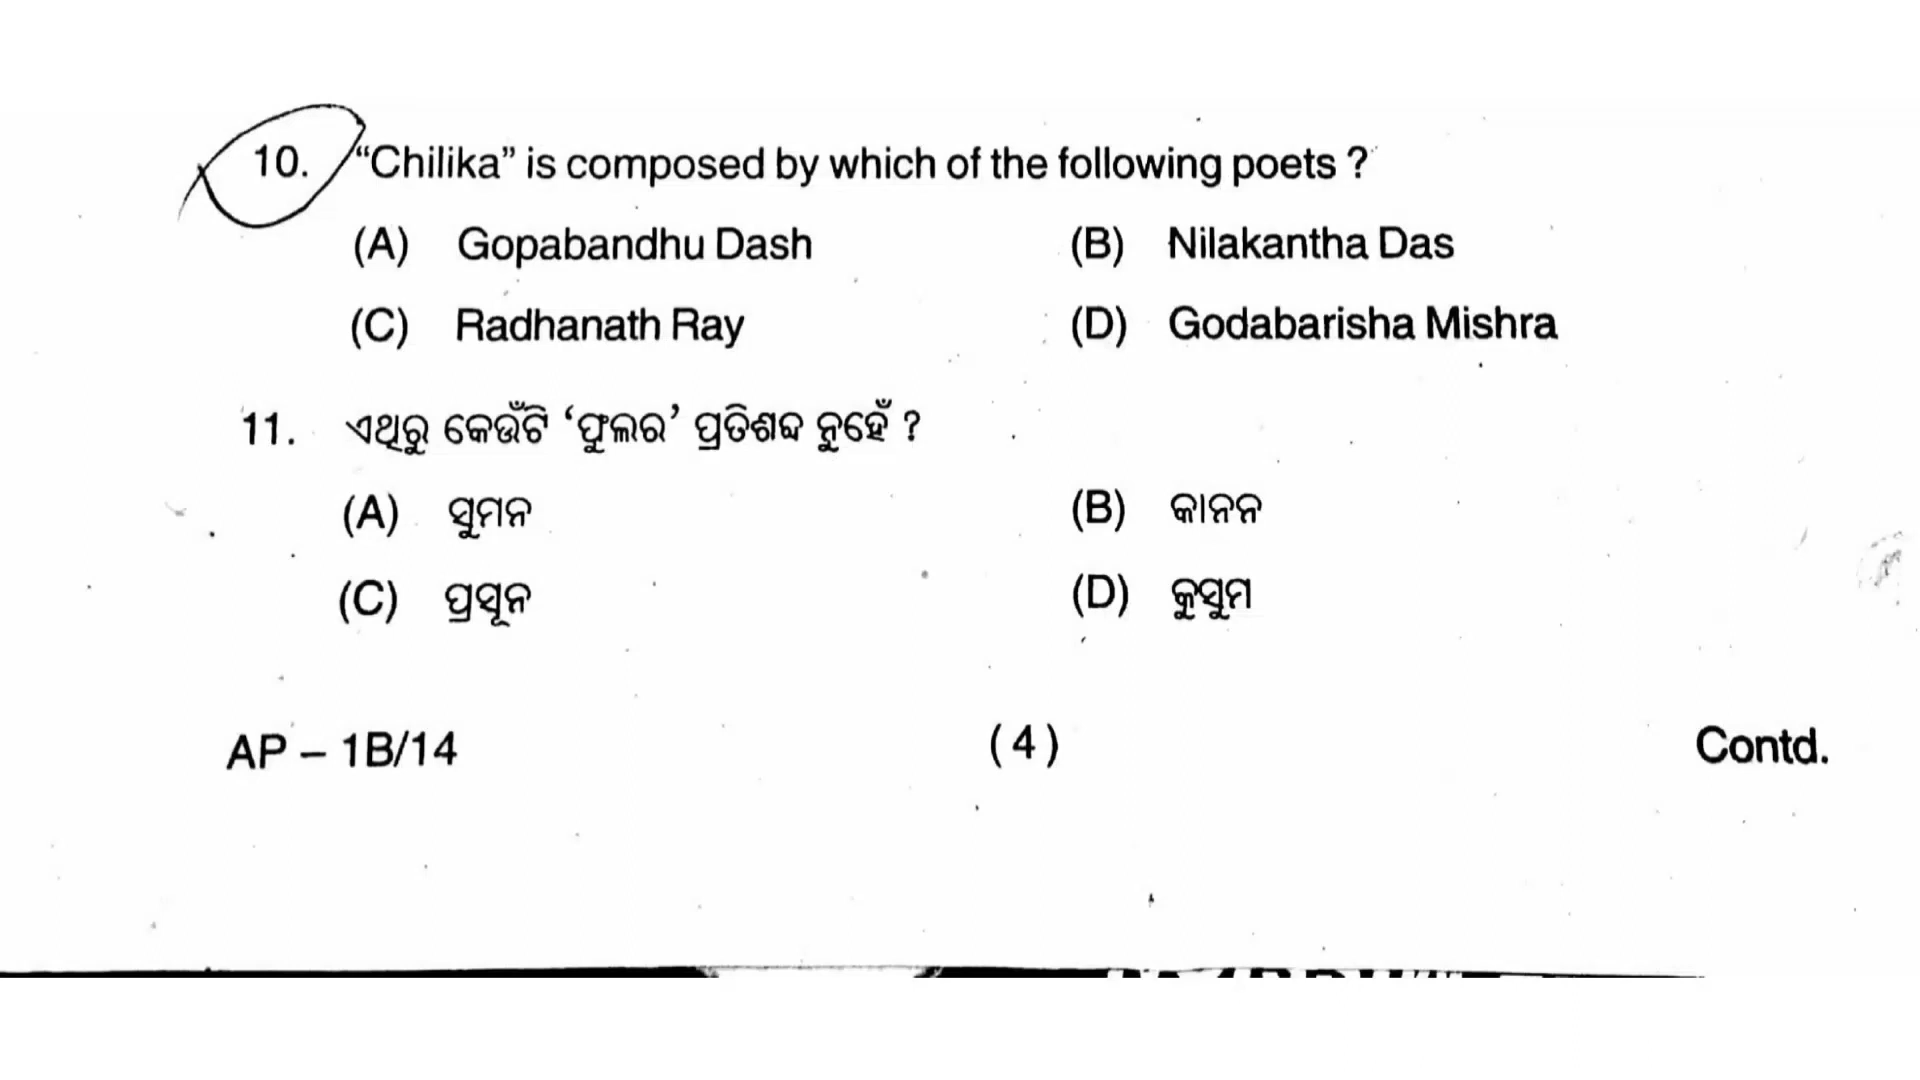 10. “Chilika” is composed by which of the following poets ?
(A) Gopabandhu Dash (B) Nilakantha Das
(C) Radhanath Ray (D) Godabarisha Mishra
11. ଏଥିରୁ କେଉଁଟି ‘ଫୁଲର’ ପ୍ରତିଶବ୍ଦ ନୁହେଁ ?
(A) ସୁମନ (B) କାନନ
(C) ପ୍ରସୂନ (D) କୁସୁମ
AP – 1B/14 (4) Contd.